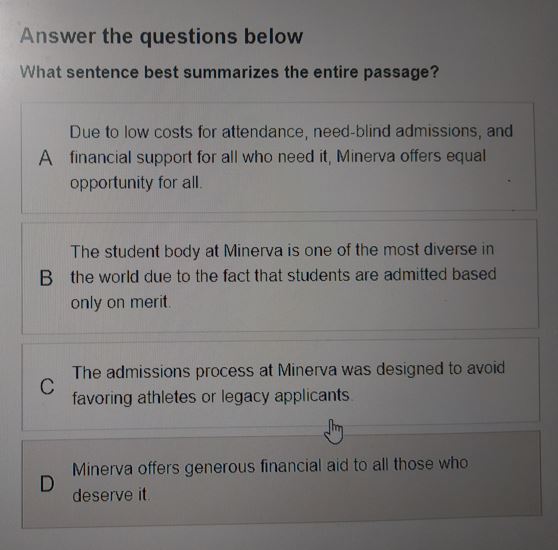 Answer the questions below
What sentence best summarizes the entire passage?
Due to low costs for attendance, need-blind admissions, and
A financial support for all who need it, Minerva offers equal
opportunity for all.
The student body at Minerva is one of the most diverse in
B the world due to the fact that students are admitted based
only on merit.
C The admissions process at Minerva was designed to avoid
favoring athletes or legacy applicants.
D Minerva offers generous financial aid to all those who
deserve it.